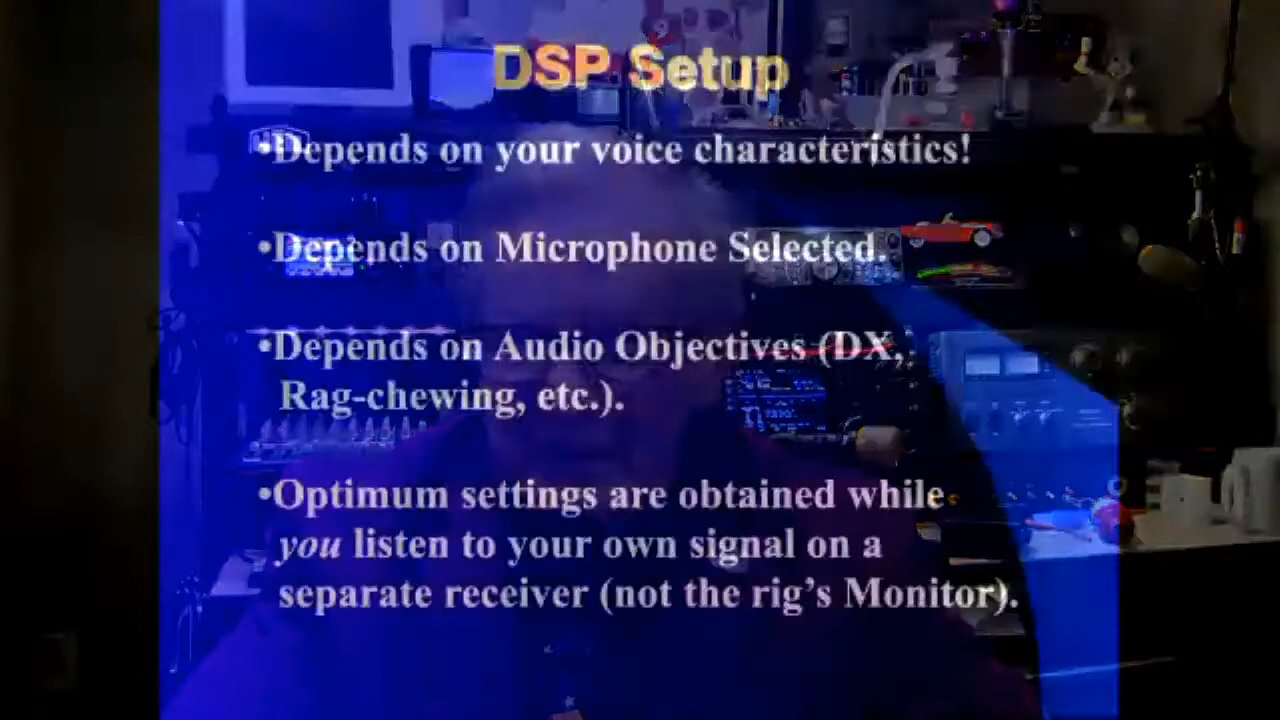 DSP Setup
•Depends on your voice characteristics!
•Depends on Microphone Selected.
•Depends on Audio Objectives (DX,
Rag-chewing, etc.).
•Optimum settings are obtained while
you listen to your own signal on a
separate receiver (not the rig's Monitor).